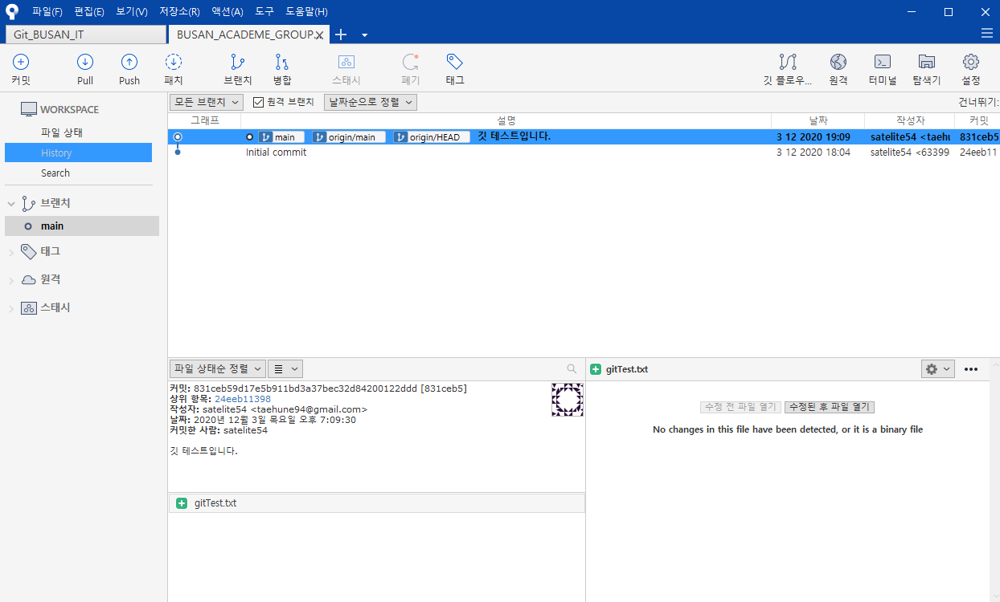 파일(F) 편집(E) 보기(V) 저장소(R) 액션(A) 도구 도움말(H)
Git_BUSAN_IT BUSAN_ACADEME_GROUP.
커밋 Pull Push 패치 브랜치 병합 스태시 폐기 태그 깃 플로우... 원격 터미널 탐색기 설정
WORKSPACE
파일 상태
History
Search
브랜치
main
태그
원격
스태시
모든 브랜치 원격 브랜치 날짜순으로 정렬 건너뛰기:
그래프 설명 날짜 작성자 커밋
main origin/main origin/HEAD 깃 테스트입니다. 3 12 2020 19:09 satelite54 <taehu 831ceb5
Initial commit 3 12 2020 18:04 satelite54 <63399 24eeb11
파일 상태순 정렬
커밋: 831ceb59d17e5b911bd3a37bec32d84200122ddd [831ceb5]
상위 항목: 24eeb11398
작성자: satelite54 <taehune94@gmail.com>
날짜: 2020년 12월 3일 목요일 오후 7:09:30
커밋한 사람: satelite54
깃 테스트입니다.
gitTest.txt
gitTest.txt
수정 전 파일 열기 수정된 후 파일 열기
No changes in this file have been detected, or it is a binary file